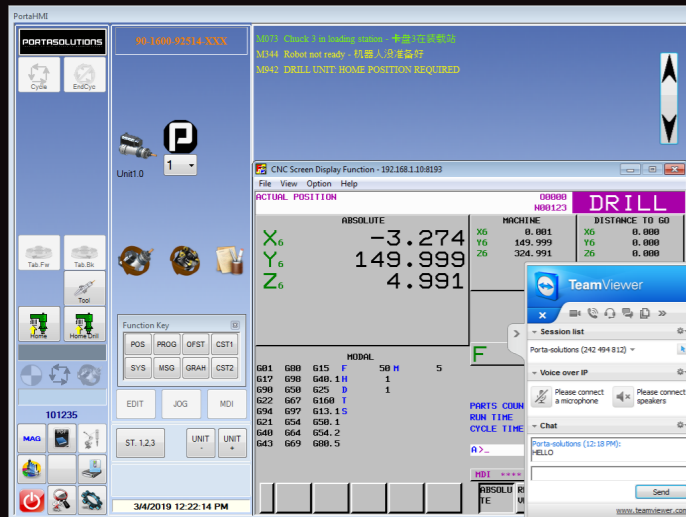 PortaHMI
PORTASOLUTIONS
90-1600-92514-XXX
M073 Chuck 3 in loading station - 卡盘3在装载站
M344 Robot not ready - 机器人没准备好
M942 DRILL UNIT: HOME POSITION REQUIRED
Cycle
EndCyc
Unit1.0
1
CNC Screen Display Function - 192.168.1.10:8193
File View Option Help
ACTUAL POSITION
O0000
N00123
DRILL
ABSOLUTE
X6 -3.274
Y6 149.999
Z6 4.991
MACHINE
X6 0.001
Y6 149.999
Z6 324.991
DISTANCE TO GO
X6 0.000
Y6 0.000
Z6 0.000
Tab.Fw
Tab.Bk
Tool
Home
Home Drill
Function Key
POS PROG OFST CST1
SYS MSG GRAH CST2
EDIT JOG MDI
ST. 1,2,3
UNIT -
UNIT +
101235
MAG
3/4/2019 12:22:14 PM
MODAL
G01 G80 G15 F 50 M 5
G17 G98 G40.1 H 1
G90 G50 G25 D 1
G22 G67 G160 T
G94 G97 G13.1 S
G21 G54 G50.1
G40 G64 G54.2
G43 G69 G80.5
F
PARTS COUN
RUN TIME
CYCLE TIME
A>_
MDI ****
ABSOLU
TE
TeamViewer
Session list
Porta-solutions (242 494 812)
Voice over IP
Please connect
a microphone
Please connect
speakers
Chat
Porta-solutions (12:18 PM):
HELLO
Send
www.teamviewer.com